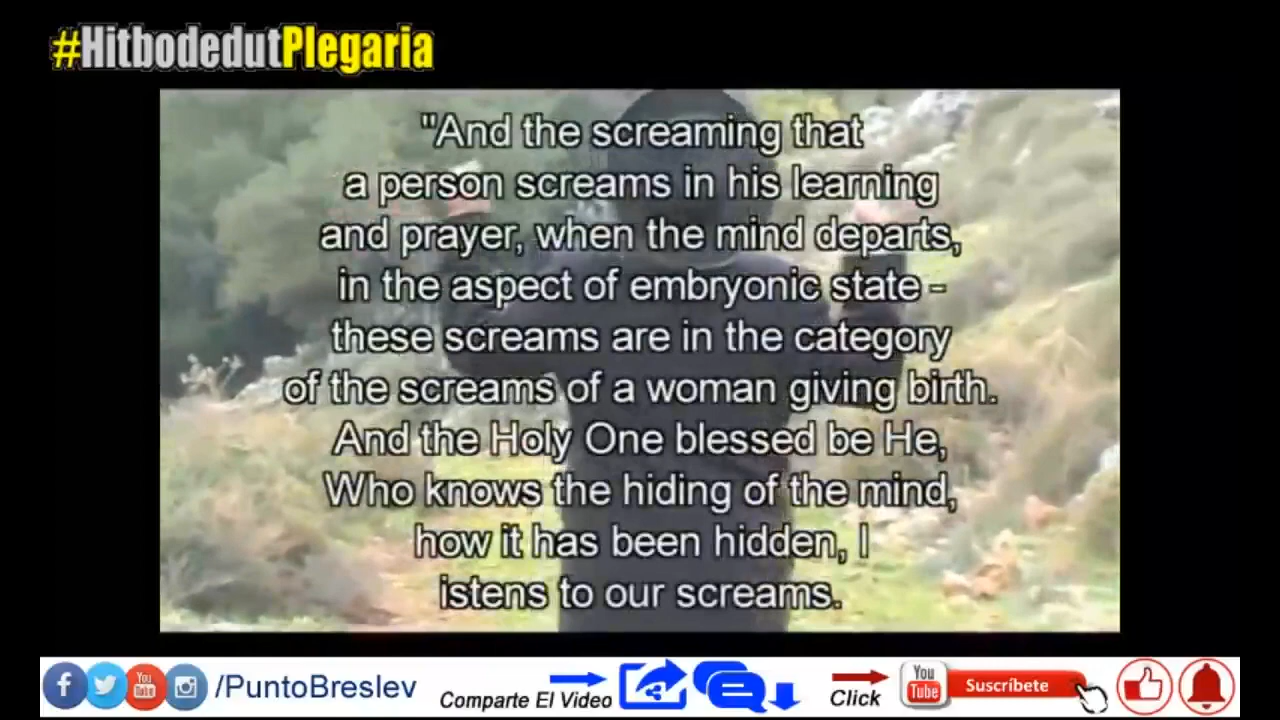 #HitbodedutPlegaria
"And the screaming that
a person screams in his learning
and prayer, when the mind departs,
in the aspect of embryonic state -
these screams are in the category
of the screams of a woman giving birth.
And the Holy One blessed be He,
Who knows the hiding of the mind,
how it has been hidden, l
istens to our screams.
/PuntoBreslev
Comparte El Video
Click
You Tube
Suscríbete